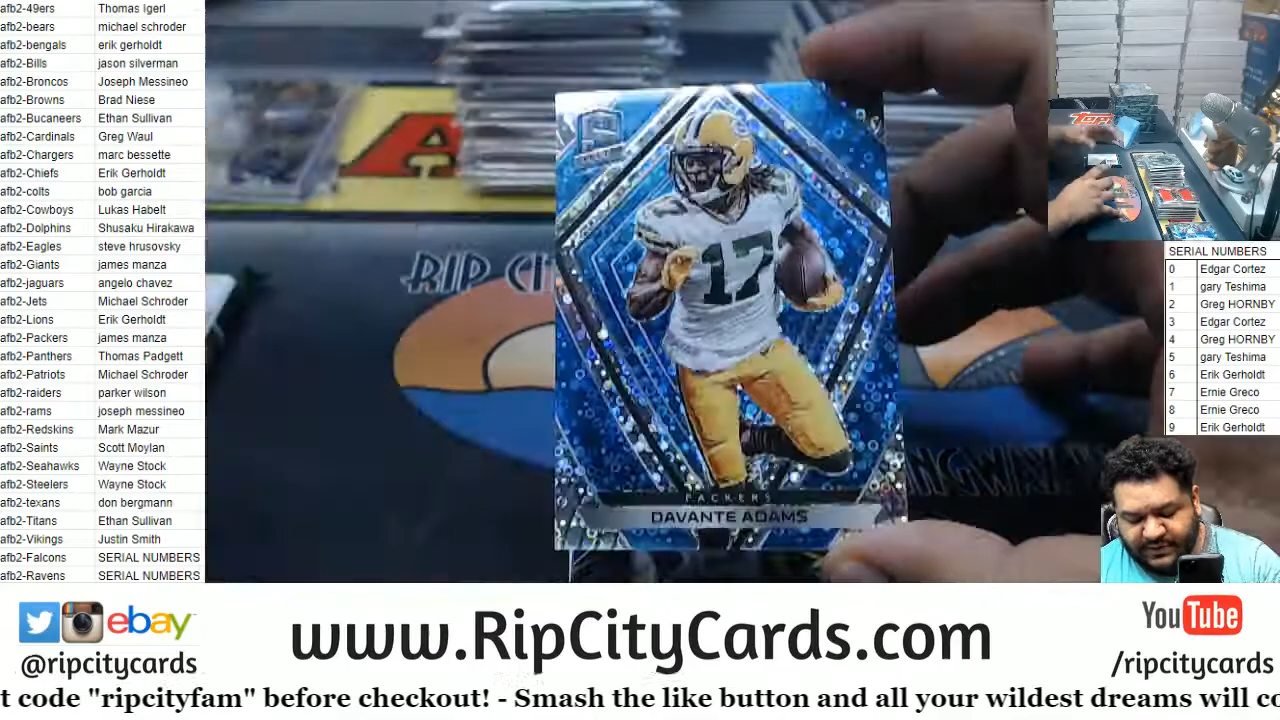 afb2-49ers Thomas Igerl
afb2-bears michael schroder
afb2-bengals erik gerholdt
afb2-Bills jason silverman
afb2-Broncos Joseph Messineo
afb2-Browns Brad Niese
afb2-Bucaneers Ethan Sullivan
afb2-Cardinals Greg Waul
afb2-Chargers marc bessette
afb2-Chiefs Erik Gerholdt
afb2-colts bob garcia
afb2-Cowboys Lukas Habelt
afb2-Dolphins Shusaku Hirakawa
afb2-Eagles steve hrusovsky
afb2-Giants james manza
afb2-jaguars angelo chavez
afb2-Jets Michael Schroder
afb2-Lions Erik Gerholdt
afb2-Packers james manza
afb2-Panthers Thomas Padgett
afb2-Patriots Michael Schroder
afb2-raiders parker wilson
afb2-rams joseph messineo
afb2-Redskins Mark Mazur
afb2-Saints Scott Moylan
afb2-Seahawks Wayne Stock
afb2-Steelers Wayne Stock
afb2-texans don bergmann
afb2-Titans Ethan Sullivan
afb2-Vikings Justin Smith
afb2-Falcons SERIAL NUMBERS
afb2-Ravens SERIAL NUMBERS
RIP CI
17
17
PACKERS
DAVANTE ADAMS
INGWAY
Topps
SERIAL NUMBERS
0 Edgar Cortez
1 gary Teshima
2 Greg HORNBY
3 Edgar Cortez
4 Greg HORNBY
5 gary Teshima
6 Erik Gerholdt
7 Ernie Greco
8 Ernie Greco
9 Erik Gerholdt
ebay
@ripcitycards
www.RipCityCards.com
YouTube
/ripcitycards
t code "ripcityfam" before checkout! - Smash the like button and all your wildest dreams will co